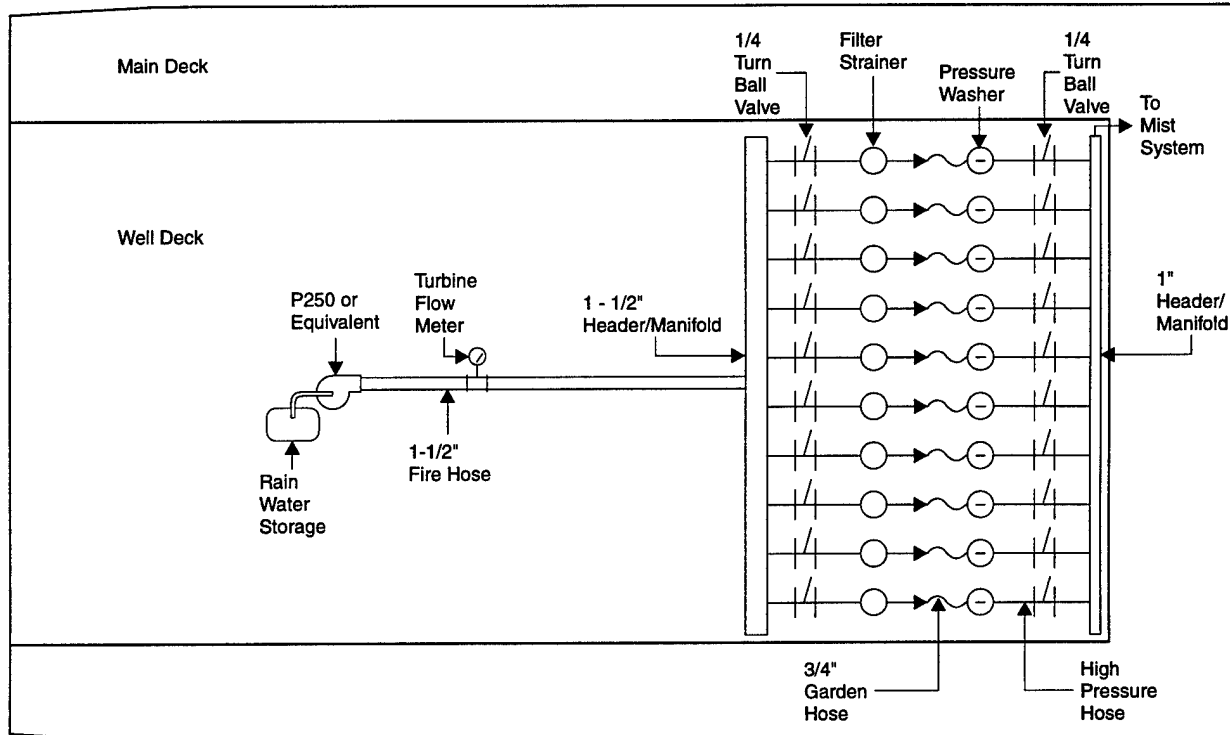 Main Deck
1/4
Turn
Ball
Valve
Filter
Strainer
Pressure
Washer
1/4
Turn
Ball
Valve
To
Mist
System
Well Deck
P250 or
Equivalent
Turbine
Flow
Meter
1 - 1/2"
Header/Manifold
1"
Header/
Manifold
1-1/2"
Fire Hose
Rain
Water
Storage
3/4"
Garden
Hose
High
Pressure
Hose